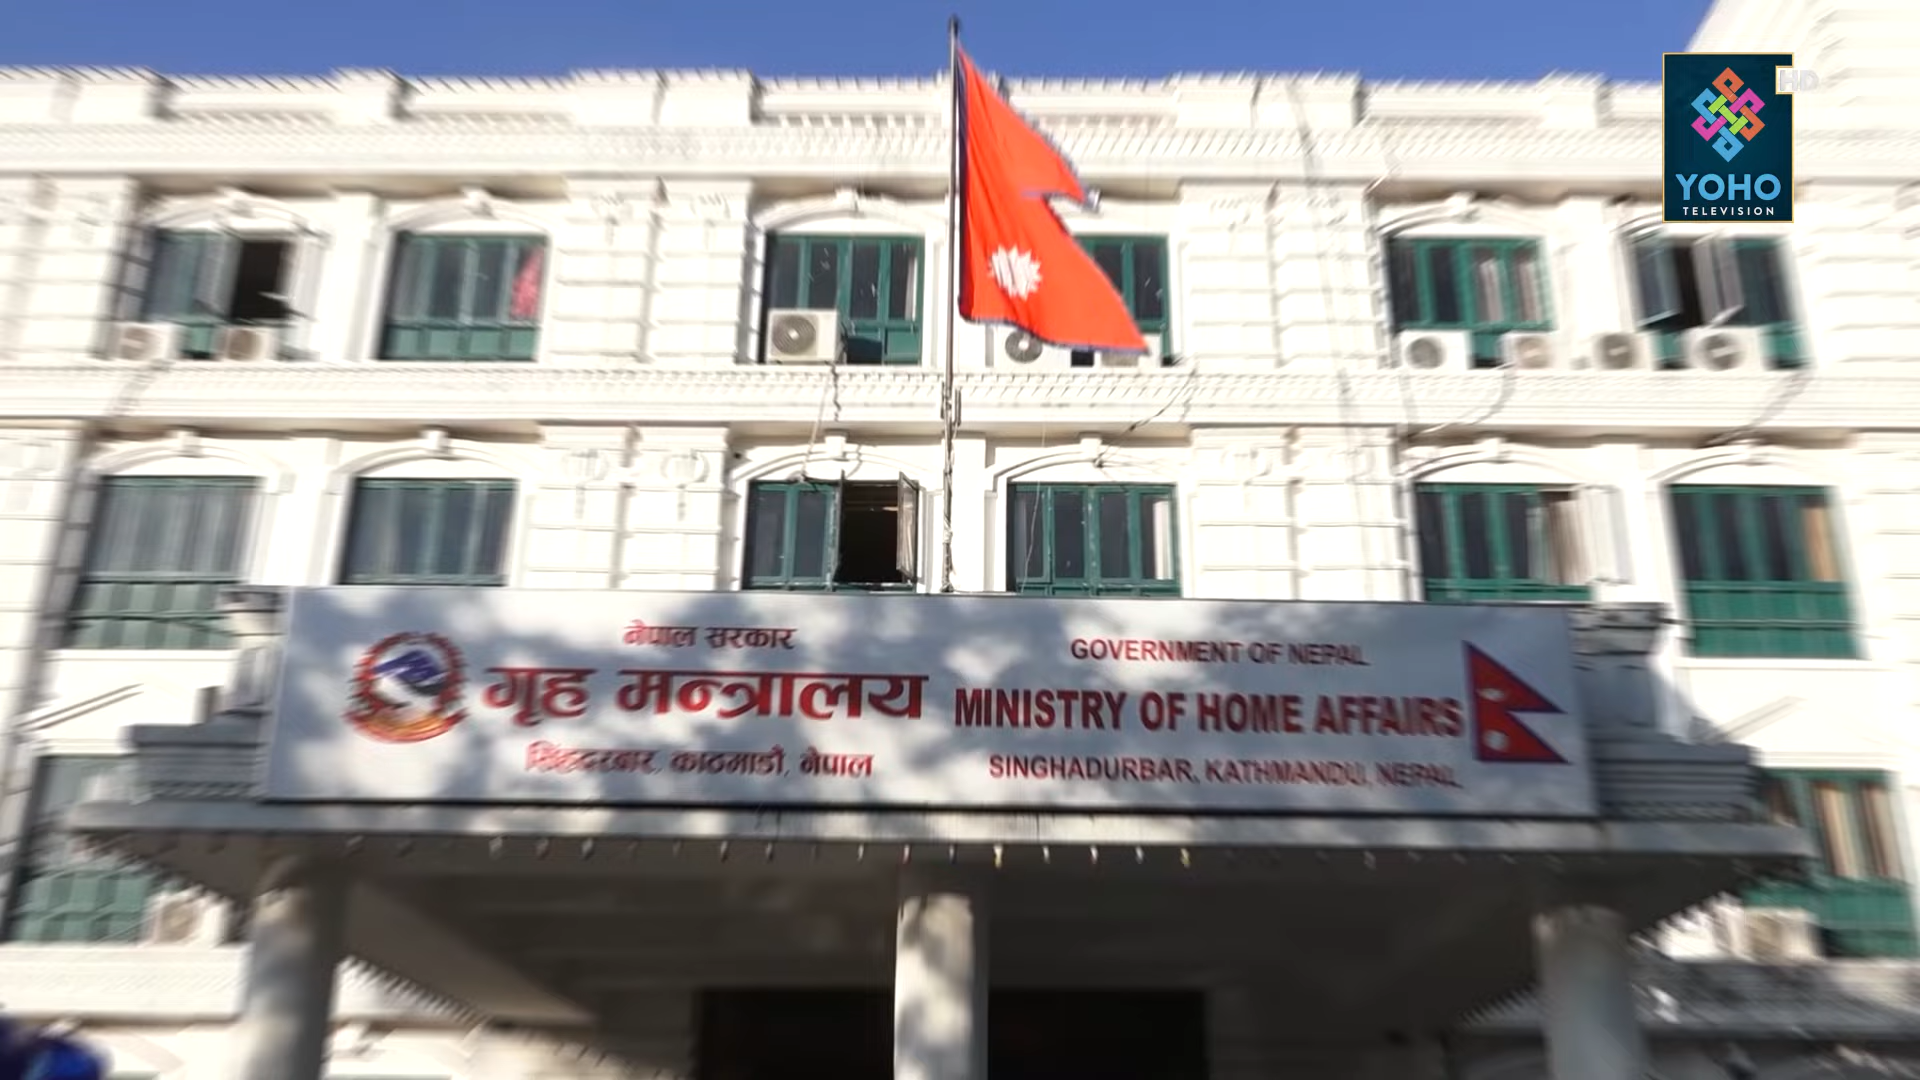 HD
YOHO
TELEVISION
नेपाल सरकार
गृह मन्त्रालय
सिंहदरबार, काठमाडौं, नेपाल
GOVERNMENT OF NEPAL
MINISTRY OF HOME AFFAIRS
SINGHADURBAR, KATHMANDU, NEPAL